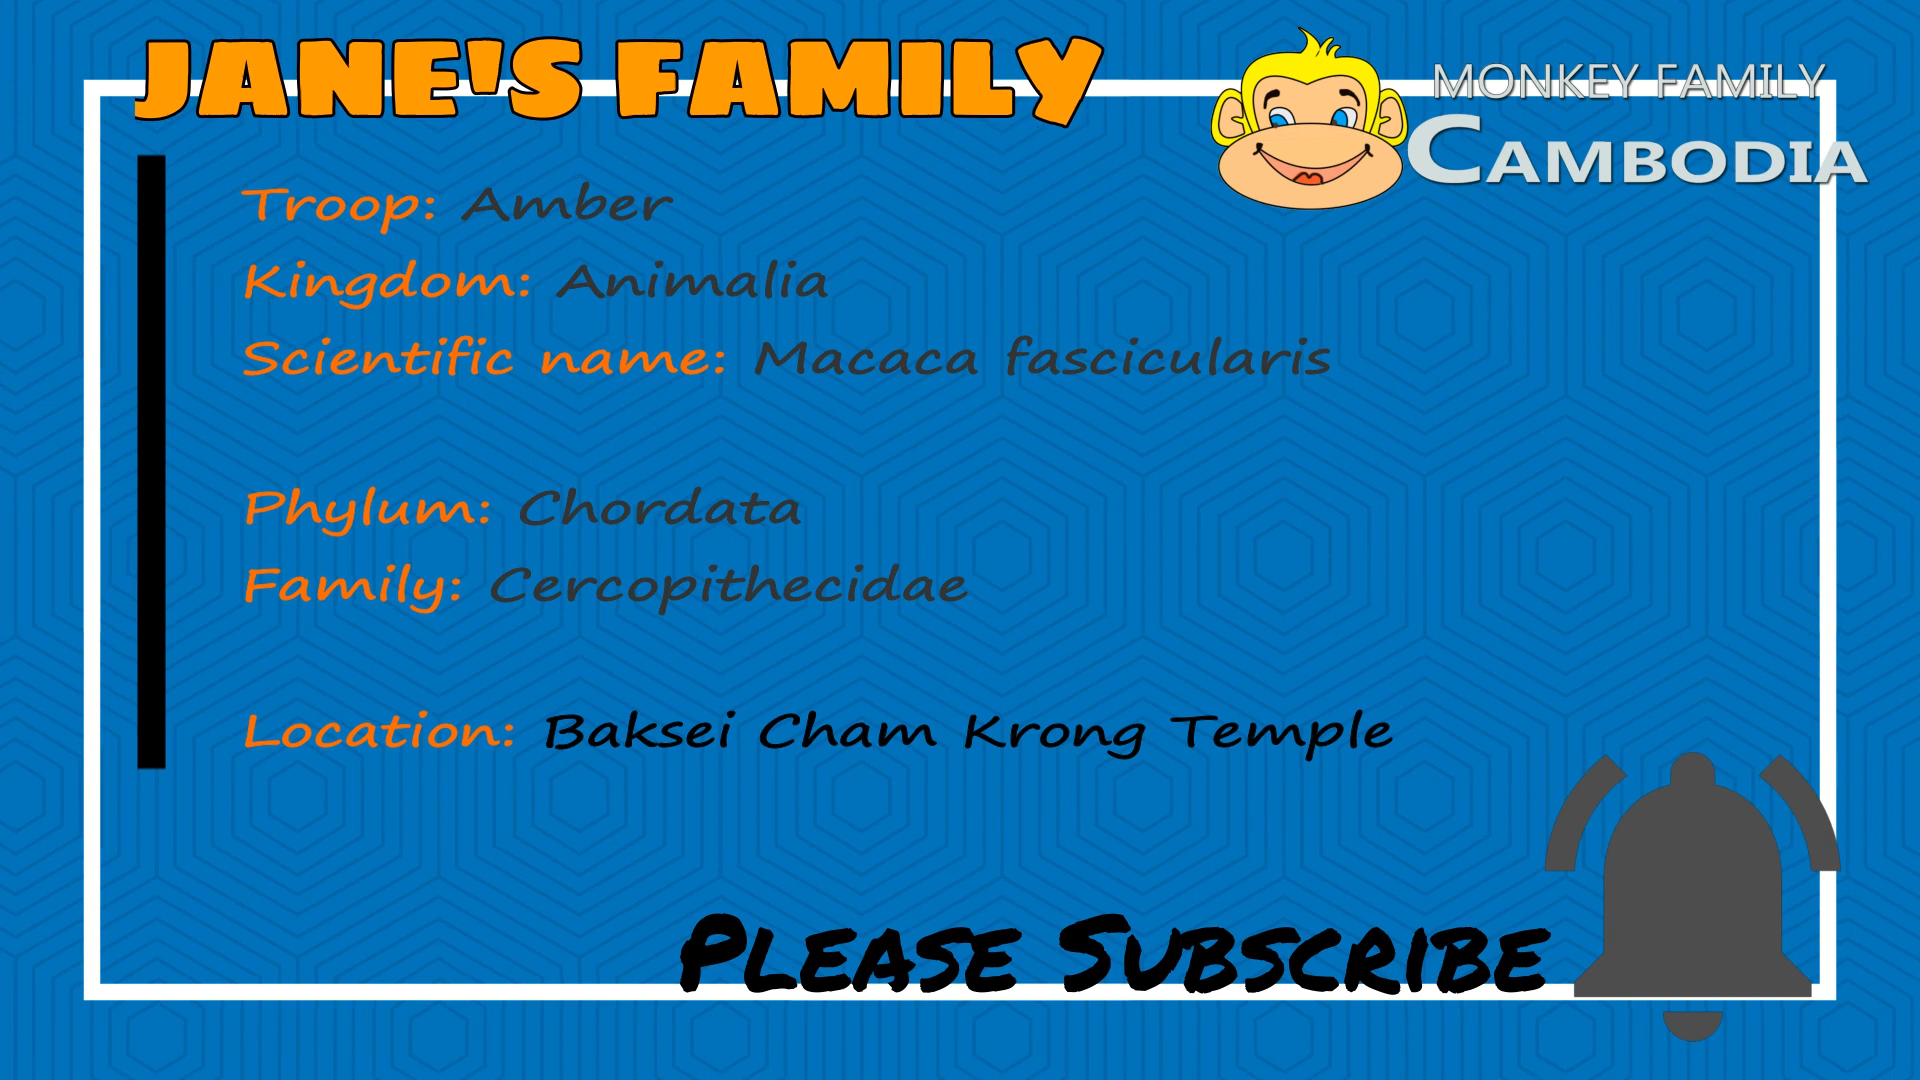 JANE'S FAMILY
MONKEY FAMILY
CAMBODIA
Troop: Amber
Kingdom: Animalia
Scientific name: Macaca fascicularis
Phylum: Chordata
Family: Cercopithecidae
Location: Baksei Cham Krong Temple
PLEASE SUBSCRIBE